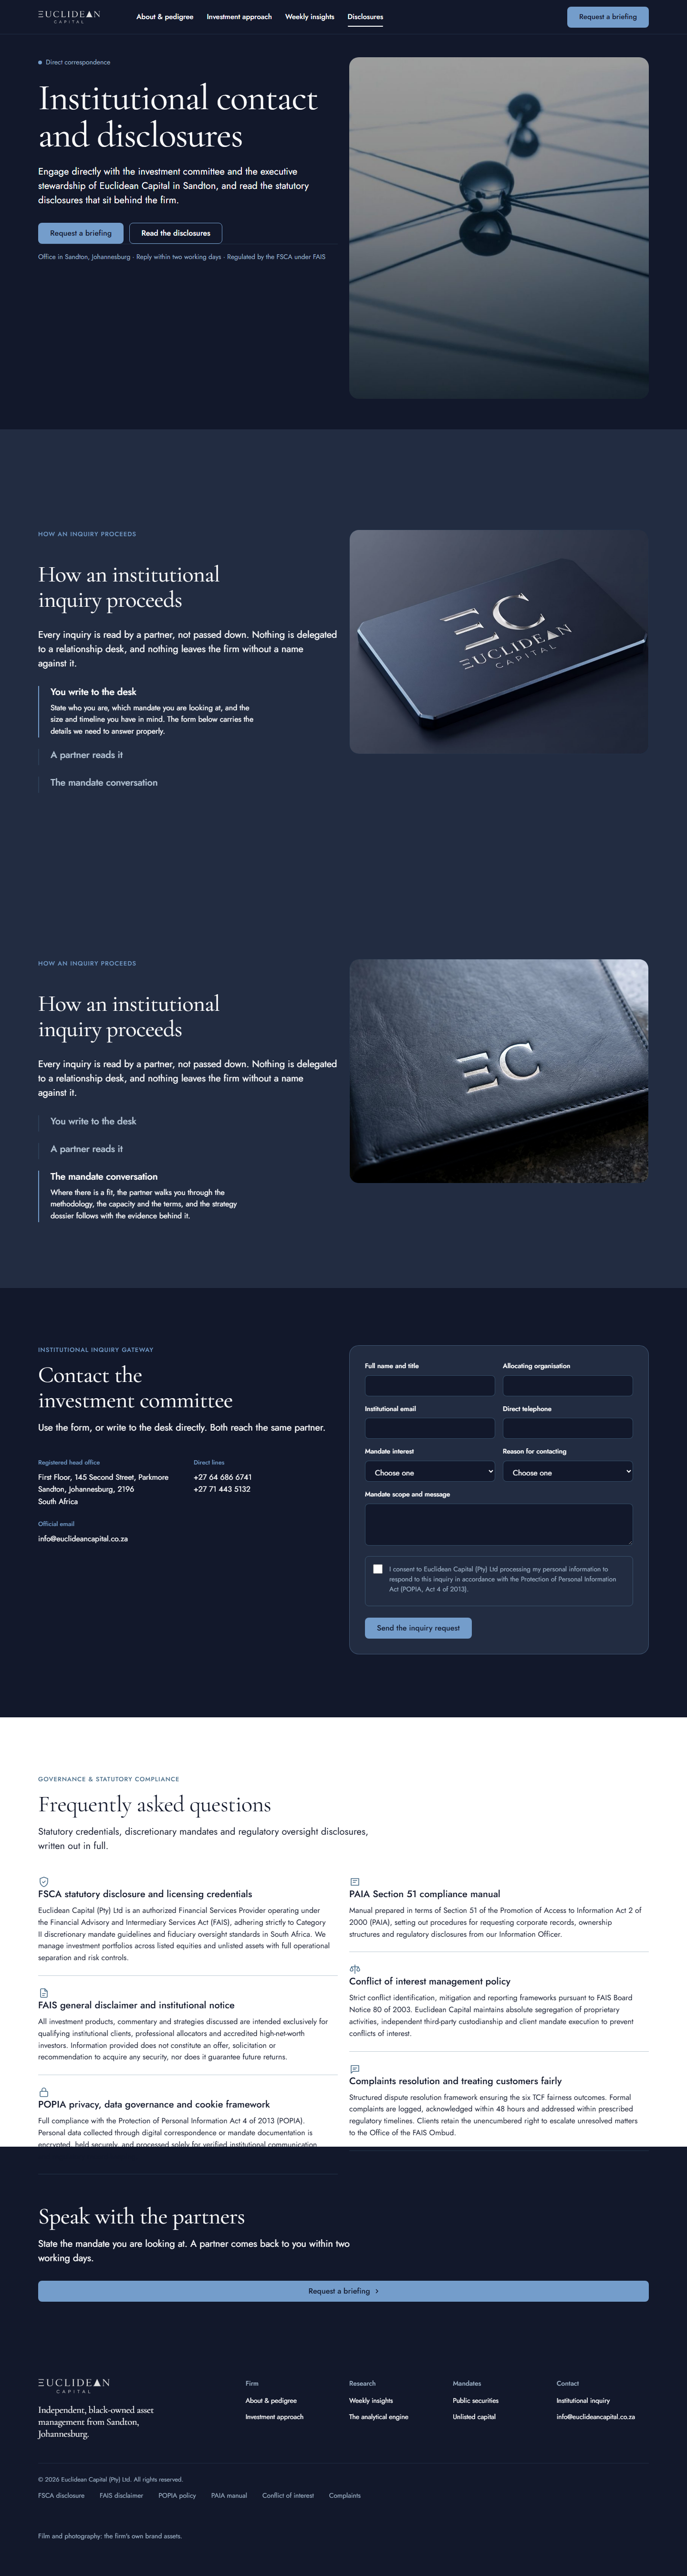 EUCLIDEAN
CAPITAL
About & pedigree
Investment approach
Weekly insights
Disclosures
Request a briefing
Direct correspondence
Institutional contact
and disclosures
Engage directly with the investment committee and the executive
stewardship of Euclidean Capital in Sandton, and read the statutory
disclosures that sit behind the firm.
Request a briefing
Read the disclosures
Office in Sandton, Johannesburg · Reply within two working days · Regulated by the FSCA under FAIS
HOW AN INQUIRY PROCEEDS
How an institutional
inquiry proceeds
Every inquiry is read by a partner, not passed down. Nothing is delegated
to a relationship desk, and nothing leaves the firm without a name
against it.
You write to the desk
State who you are, which mandate you are looking at, and the
size and timeline you have in mind. The form below carries the
details we need to answer properly.
A partner reads it
The mandate conversation
EC
EUCLIDEAN
CAPITAL
HOW AN INQUIRY PROCEEDS
How an institutional
inquiry proceeds
Every inquiry is read by a partner, not passed down. Nothing is delegated
to a relationship desk, and nothing leaves the firm without a name
against it.
You write to the desk
A partner reads it
The mandate conversation
Where there is a fit, the partner walks you through the
methodology, the capacity and the terms, and the strategy
dossier follows with the evidence behind it.
EC
INSTITUTIONAL INQUIRY GATEWAY
Contact the
investment committee
Use the form, or write to the desk directly. Both reach the same partner.
Registered head office
First Floor, 145 Second Street, Parkmore
Sandton, Johannesburg, 2196
South Africa
Direct lines
+27 64 686 6741
+27 71 443 5132
Official email
info@euclideancapital.co.za
Full name and title
Allocating organisation
Institutional email
Direct telephone
Mandate interest
Reason for contacting
Choose one
Choose one
Mandate scope and message
I consent to Euclidean Capital (Pty) Ltd processing my personal information to
respond to this inquiry in accordance with the Protection of Personal Information
Act (POPIA, Act 4 of 2013).
Send the inquiry request
GOVERNANCE & STATUTORY COMPLIANCE
Frequently asked questions
Statutory credentials, discretionary mandates and regulatory oversight disclosures,
written out in full.
FSCA statutory disclosure and licensing credentials
Euclidean Capital (Pty) Ltd is an authorized Financial Services Provider operating under
the Financial Advisory and Intermediary Services Act (FAIS), adhering strictly to Category
II discretionary mandate guidelines and fiduciary oversight standards in South Africa. We
manage investment portfolios across listed equities and unlisted assets with full operational
separation and risk controls.
FAIS general disclaimer and institutional notice
All investment products, commentary and strategies discussed are intended exclusively for
qualifying institutional clients, professional allocators and accredited high-net-worth
investors. Information provided does not constitute an offer, solicitation or
recommendation to acquire any security, nor does it guarantee future returns.
POPIA privacy, data governance and cookie framework
Full compliance with the Protection of Personal Information Act 4 of 2013 (POPIA).
Personal data collected through digital correspondence or mandate documentation is
encrypted, held securely, and processed solely for verified institutional communication.
PAIA Section 51 compliance manual
Manual prepared in terms of Section 51 of the Promotion of Access to Information Act 2 of
2000 (PAIA), setting out procedures for requesting corporate records, ownership
structures and regulatory disclosures from our Information Officer.
Conflict of interest management policy
Strict conflict identification, mitigation and reporting frameworks pursuant to FAIS Board
Notice 80 of 2003. Euclidean Capital maintains absolute segregation of proprietary
activities, independent third-party custodianship and client mandate execution to prevent
conflicts of interest.
Complaints resolution and treating customers fairly
Structured dispute resolution framework ensuring the six TCF fairness outcomes. Formal
complaints are logged, acknowledged within 48 hours and addressed within prescribed
regulatory timelines. Clients retain the unencumbered right to escalate unresolved matters
to the Office of the FAIS Ombud.
Speak with the partners
State the mandate you are looking at. A partner comes back to you within two
working days.
Request a briefing
EUCLIDEAN
CAPITAL
Independent, black-owned asset
management from Sandton,
Johannesburg.
Firm
About & pedigree
Investment approach
Research
Weekly insights
The analytical engine
Mandates
Public securities
Unlisted capital
Contact
Institutional inquiry
info@euclideancapital.co.za
© 2026 Euclidean Capital (Pty) Ltd. All rights reserved.
FSCA disclosure
FAIS disclaimer
POPIA policy
PAIA manual
Conflict of interest
Complaints
Film and photography: the firm's own brand assets.